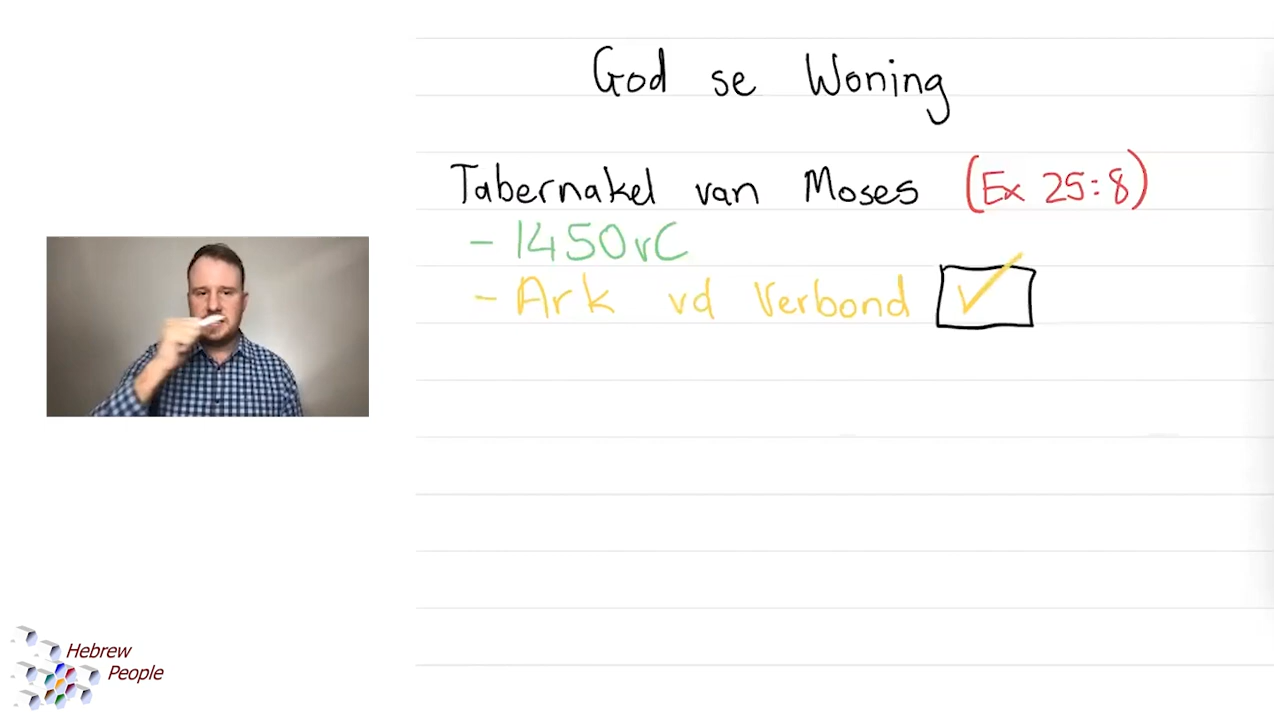 God se Woning
Tabernakel van Moses (Ex 25:8)
- 1450vC
- Ark vd Verbond
Hebrew
People